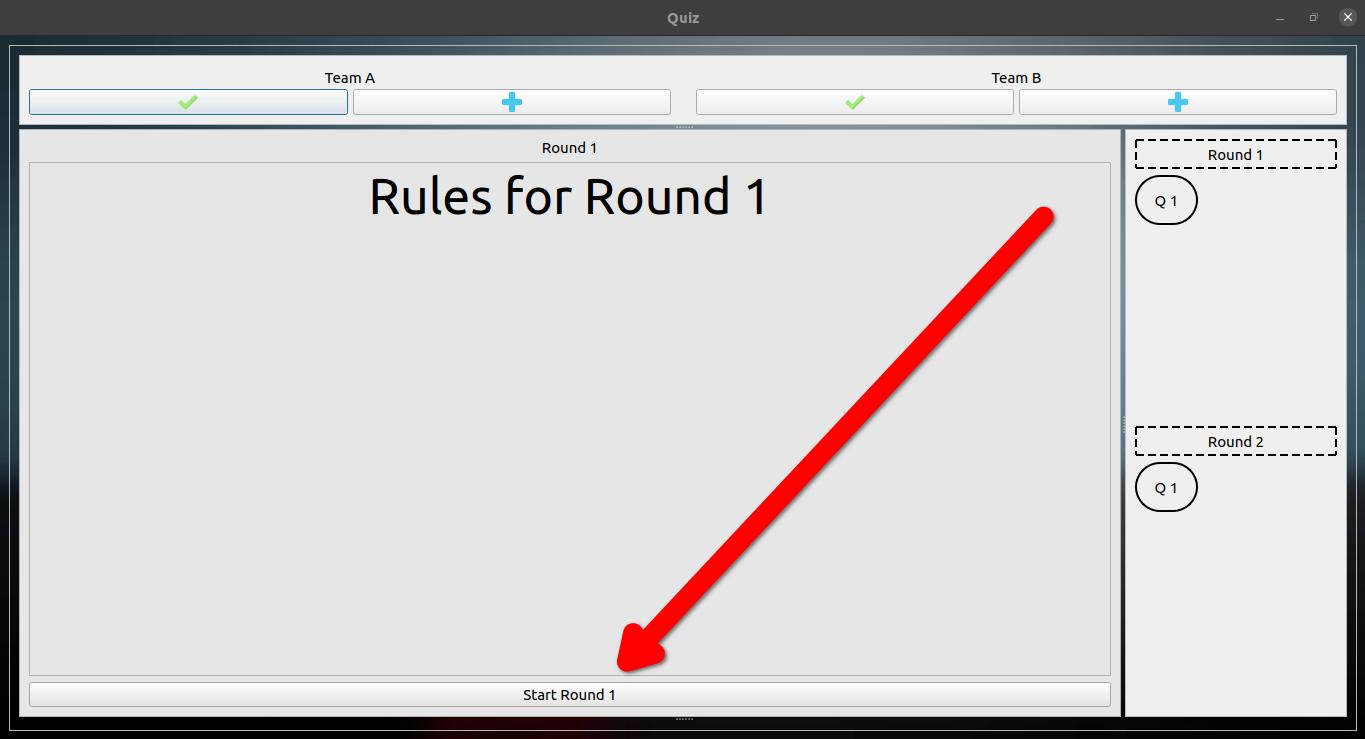 Quiz
Team A
Team B
Round 1
Rules for Round 1
Start Round 1
Round 1
Q 1
Round 2
Q 1